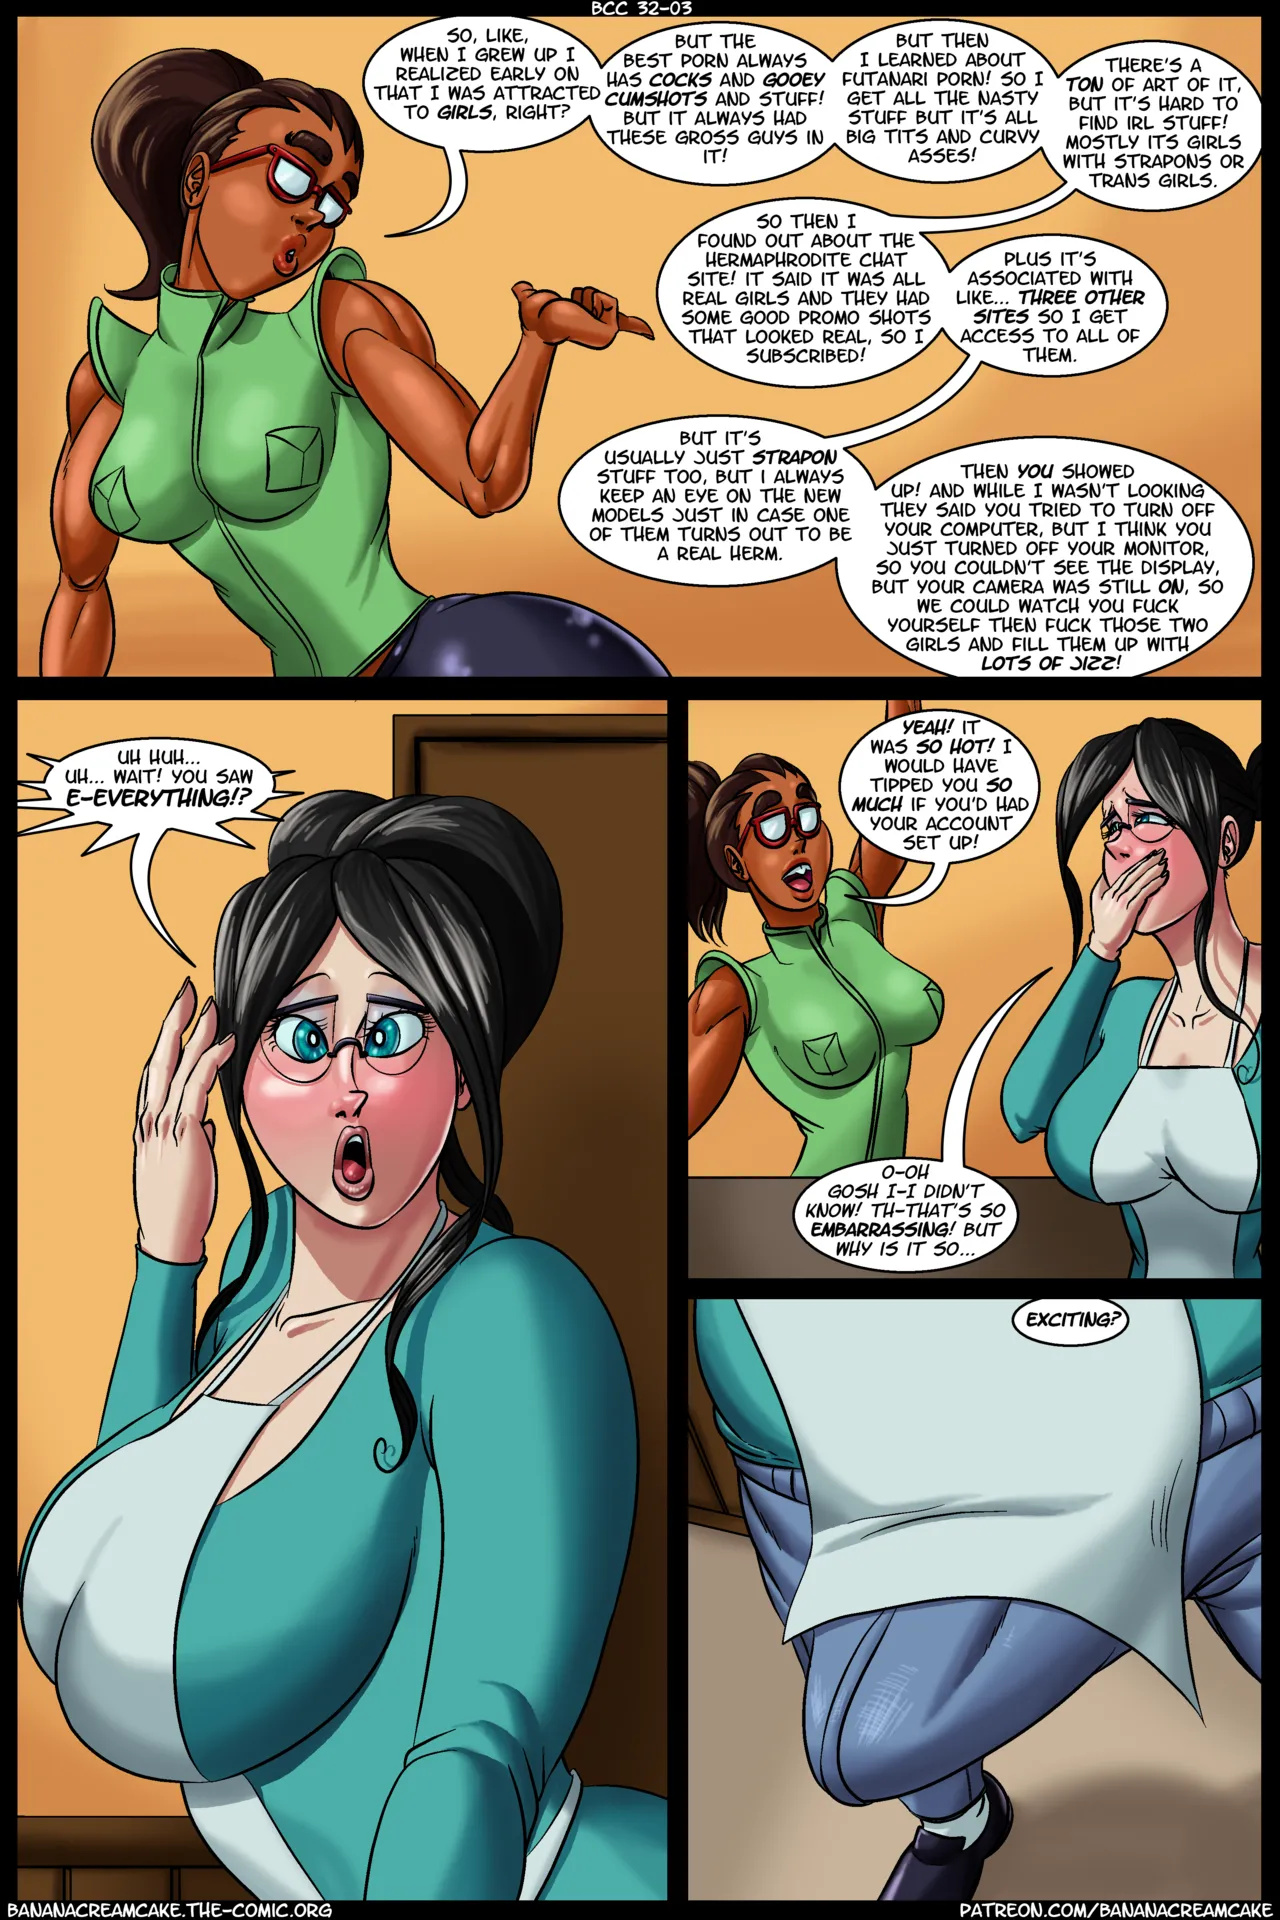 BCC 32-03
SO, LIKE,
WHEN I GREW UP I
REALIZED EARLY ON
THAT I WAS ATTRACTED
TO GIRLS, RIGHT?
BUT THE
BEST PORN ALWAYS
HAS COCKS AND GOOEY
CUMSHOTS AND STUFF!
BUT IT ALWAYS HAD
THESE GROSS GUYS IN
IT!
BUT THEN
I LEARNED ABOUT
FUTANARI PORN! SO I
GET ALL THE NASTY
STUFF BUT IT'S ALL
BIG TITS AND CURVY
ASSES!
THERE'S A
TON OF ART OF IT,
BUT IT'S HARD TO
FIND IRL STUFF!
MOSTLY ITS GIRLS
WITH STRAPONS OR
TRANS GIRLS.
SO THEN I
FOUND OUT ABOUT THE
HERMAPHRODITE CHAT
SITE! IT SAID IT WAS ALL
REAL GIRLS AND THEY HAD
SOME GOOD PROMO SHOTS
THAT LOOKED REAL, SO I
SUBSCRIBED!
PLUS IT'S
ASSOCIATED WITH
LIKE... THREE OTHER
SITES SO I GET
ACCESS TO ALL OF
THEM.
BUT IT'S
USUALLY JUST STRAPON
STUFF TOO, BUT I ALWAYS
KEEP AN EYE ON THE NEW
MODELS JUST IN CASE ONE
OF THEM TURNS OUT TO BE
A REAL HERM.
THEN YOU SHOWED
UP! AND WHILE I WASN'T LOOKING
THEY SAID YOU TRIED TO TURN OFF
YOUR COMPUTER, BUT I THINK YOU
JUST TURNED OFF YOUR MONITOR,
SO YOU COULDN'T SEE THE DISPLAY,
BUT YOUR CAMERA WAS STILL ON, SO
WE COULD WATCH YOU FUCK
YOURSELF THEN FUCK THOSE TWO
GIRLS AND FILL THEM UP WITH
LOTS OF JIZZ!
UH HUH...
UH... WAIT! YOU SAW
E-EVERYTHING!?
YEAH! IT
WAS SO HOT! I
WOULD HAVE
TIPPED YOU SO
MUCH IF YOU'D HAD
YOUR ACCOUNT
SET UP!
O-OH
GOSH I-I DIDN'T
KNOW! TH-THAT'S SO
EMBARRASSING! BUT
WHY IS IT SO...
EXCITING?
BANANACREAMCAKE.THE-COMIC.ORG
PATREON.COM/BANANACREAMCAKE